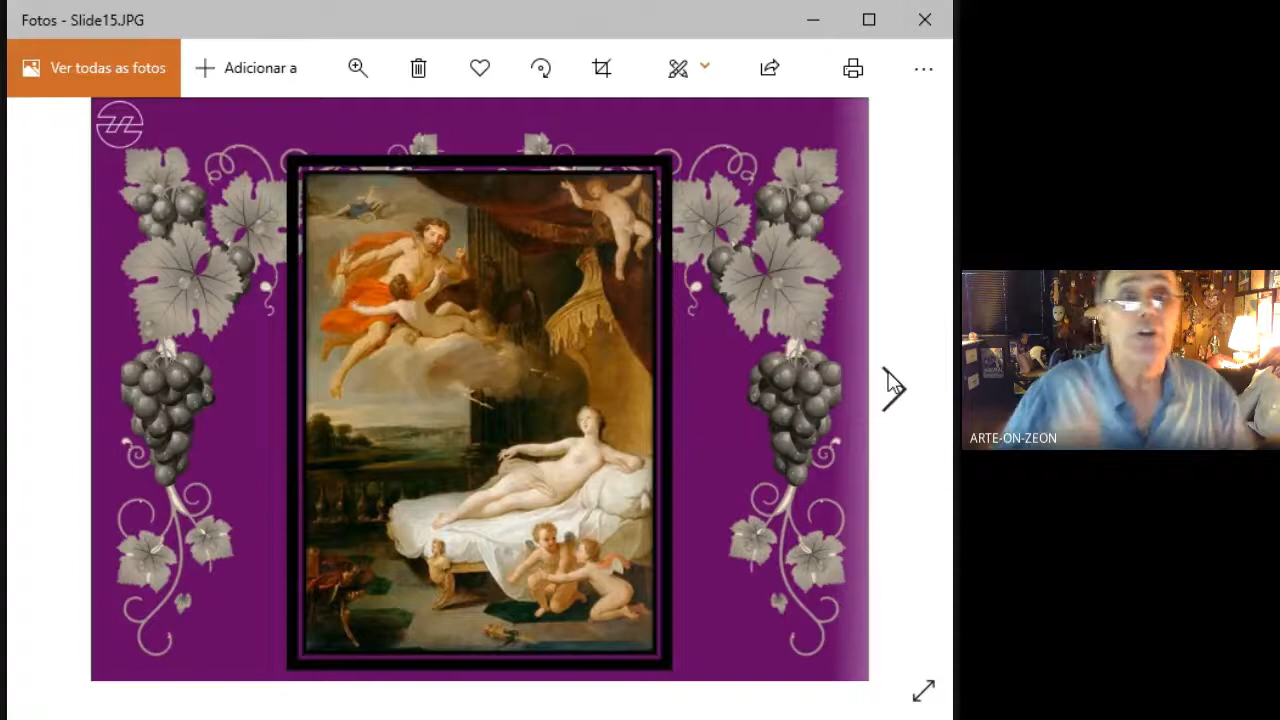 Fotos - Slide15.JPG
Ver todas as fotos
Adicionar a
ARTE-ON-ZEON